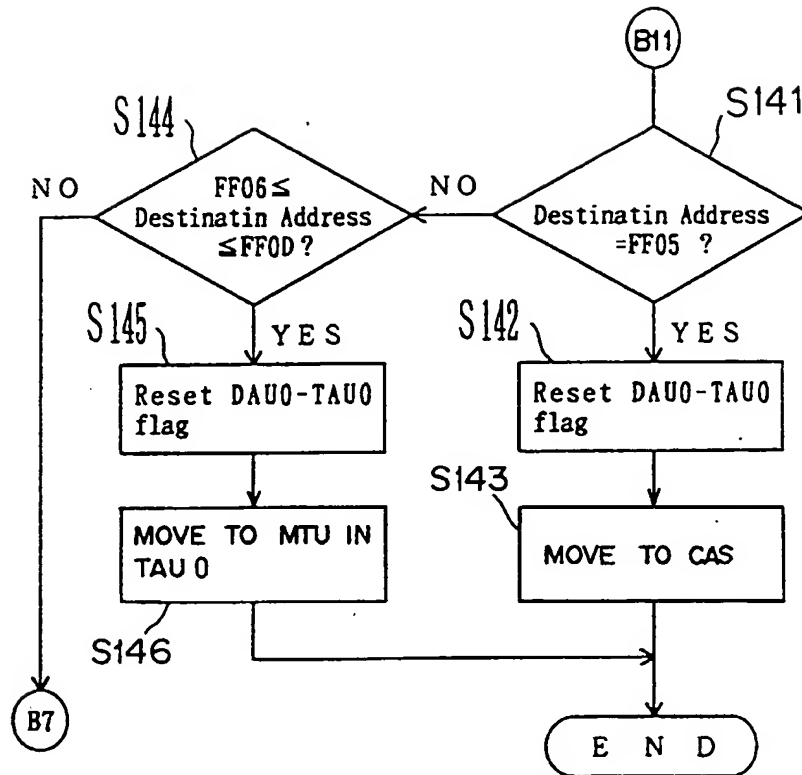 B11
S141
Destinatin Address
=FF05 ?
NO
YES
S144
FF06≦
Destinatin Address
≦FF0D?
NO
YES
S142
Reset DAU0-TAU0
flag
S145
Reset DAU0-TAU0
flag
S143
MOVE TO CAS
MOVE TO MTU IN
TAU 0
S146
B7
E N D